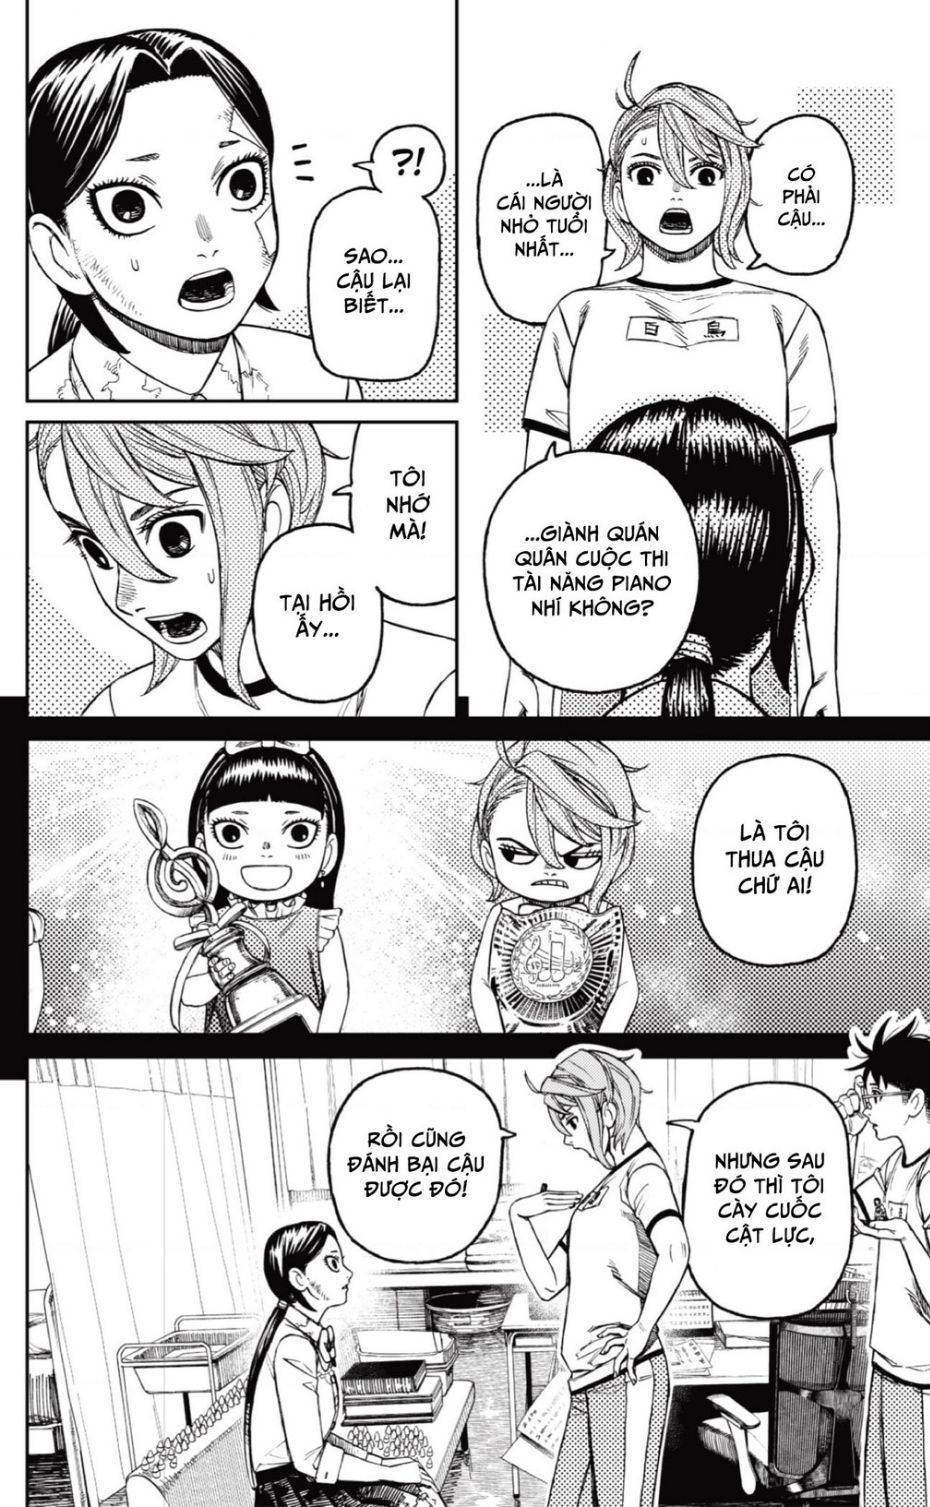 CÓ
PHẢI
CẬU...
...LÀ
CÁI NGƯỜI
NHỎ TUỔI
NHẤT...
白鳥
...GIÀNH QUÁN
QUÂN CUỘC THI
TÀI NĂNG PIANO
NHÍ KHÔNG?
?!
SAO...
CẬU LẠI
BIẾT...
TÔI
NHỚ
MÀ!
TẠI HỒI
ẤY...
LÀ TÔI
THUA CẬU
CHỨ AI!
NHƯNG SAU
ĐÓ THÌ TÔI
CÀY CUỐC
CẬT LỰC,
RỒI CŨNG
ĐÁNH BẠI CẬU
ĐƯỢC ĐÓ!